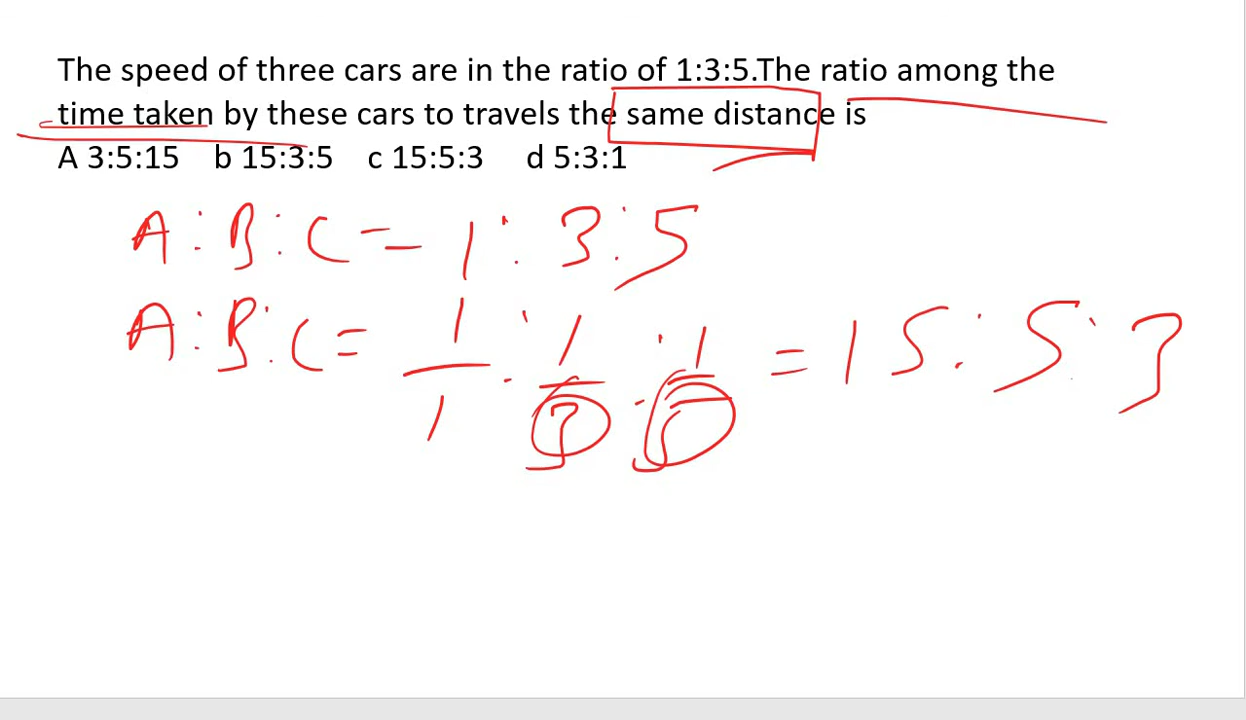 The speed of three cars are in the ratio of 1:3:5.The ratio among the
time taken by these cars to travels the same distance is
A 3:5:15 b 15:3:5 c 15:5:3 d 5:3:1
A : B : C = 1 : 3 : 5
A : B : C = 1/1 : 1/3 : 1/5 = 15 : 5 : 3